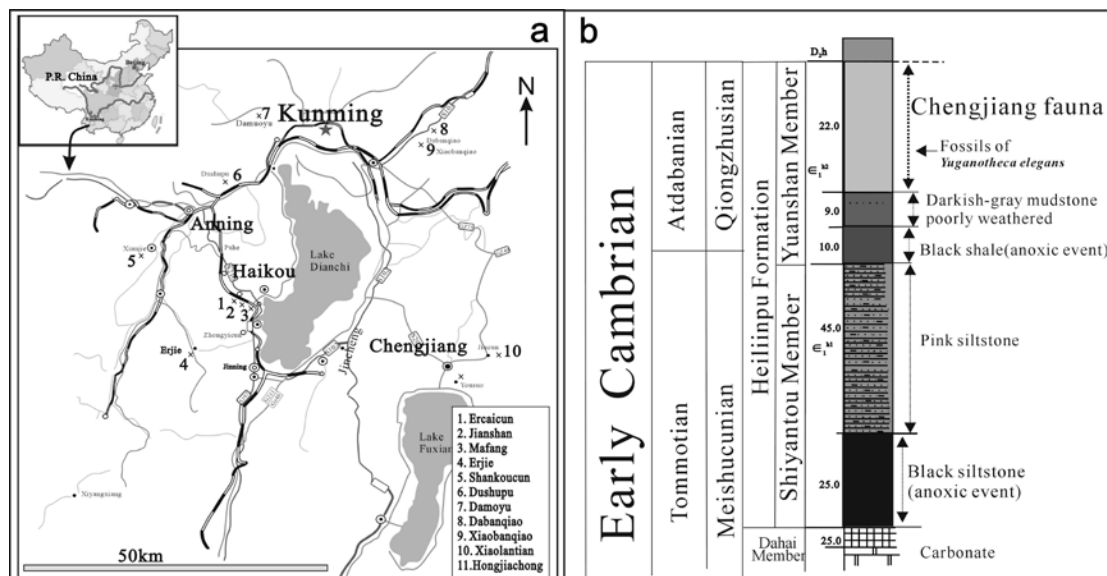 a
P.R. China
Beijing
N
Kunming
7
Damoyu
8
Dabanqiao
9
Xiaobanqiao
Dushupu
6
Anning
5
Haikou
Lake
Dianchi
1
2
3
Erjie
4
Jinning
Jincheng
Chengjiang
10
Lake
Fuxian
Xiyangxiang
1. Ercaicun
2. Jianshan
3. Mafang
4. Erjie
5. Shankoucun
6. Dushupu
7. Damoyu
8. Dabanqiao
9. Xiaobanqiao
10. Xiaolantian
11.Hongjiachong
50km
b
Early Cambrian
Tommotian
Atdabanian
Meishucunian
Qiongzhusian
Heiliinpu Formation
Shiyantou Member
Yuanshan Member
Dahai
Member
D₂h
22.0
9.0
10.0
45.0
25.0
25.0
Chengjiang fauna
Fossils of
Yuganotheca elegans
Darkish-gray mudstone
poorly weathered
Black shale(anoxic event)
Pink siltstone
Black siltstone
(anoxic event)
Carbonate